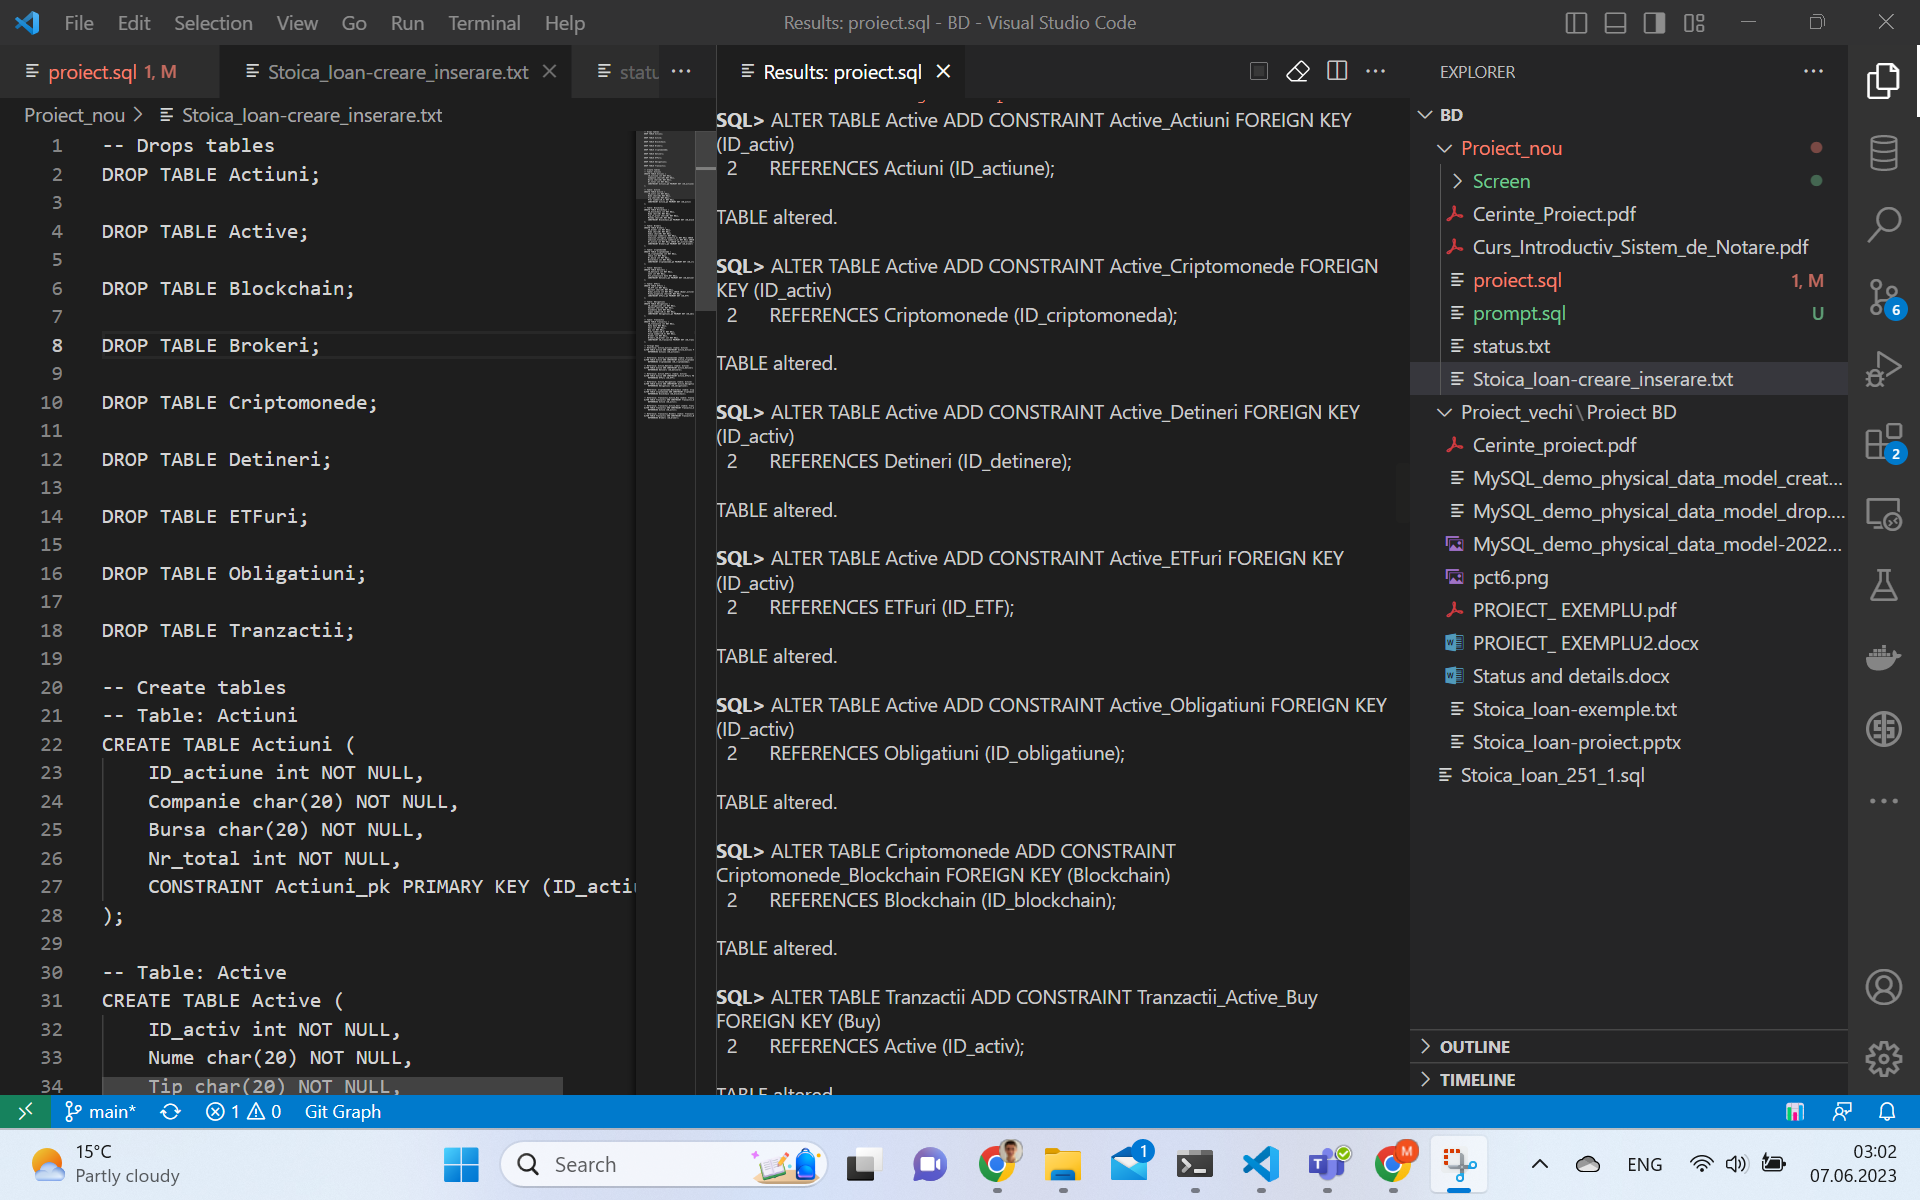 File Edit Selection View Go Run Terminal Help
Results: proiect.sql - BD - Visual Studio Code
proiect.sql 1, M
Stoica_Ioan-creare_inserare.txt
statu
Results: proiect.sql
Proiect_nou > Stoica_Ioan-creare_inserare.txt
1 -- Drops tables
2 DROP TABLE Actiuni;
3
4 DROP TABLE Active;
5
6 DROP TABLE Blockchain;
7
8 DROP TABLE Brokeri;
9
10 DROP TABLE Criptomonede;
11
12 DROP TABLE Detineri;
13
14 DROP TABLE ETFuri;
15
16 DROP TABLE Obligatiuni;
17
18 DROP TABLE Tranzactii;
19
20 -- Create tables
21 -- Table: Actiuni
22 CREATE TABLE Actiuni (
23 ID_actiune int NOT NULL,
24 Companie char(20) NOT NULL,
25 Bursa char(20) NOT NULL,
26 Nr_total int NOT NULL,
27 CONSTRAINT Actiuni_pk PRIMARY KEY (ID_actiu
28 );
29
30 -- Table: Active
31 CREATE TABLE Active (
32 ID_activ int NOT NULL,
33 Nume char(20) NOT NULL,
34 Tip char(20) NOT NULL,
SQL> ALTER TABLE Active ADD CONSTRAINT Active_Actiuni FOREIGN KEY
(ID_activ)
2 REFERENCES Actiuni (ID_actiune);
TABLE altered.
SQL> ALTER TABLE Active ADD CONSTRAINT Active_Criptomonede FOREIGN
KEY (ID_activ)
2 REFERENCES Criptomonede (ID_criptomoneda);
TABLE altered.
SQL> ALTER TABLE Active ADD CONSTRAINT Active_Detineri FOREIGN KEY
(ID_activ)
2 REFERENCES Detineri (ID_detinere);
TABLE altered.
SQL> ALTER TABLE Active ADD CONSTRAINT Active_ETFuri FOREIGN KEY
(ID_activ)
2 REFERENCES ETFuri (ID_ETF);
TABLE altered.
SQL> ALTER TABLE Active ADD CONSTRAINT Active_Obligatiuni FOREIGN KEY
(ID_activ)
2 REFERENCES Obligatiuni (ID_obligatiune);
TABLE altered.
SQL> ALTER TABLE Criptomonede ADD CONSTRAINT
Criptomonede_Blockchain FOREIGN KEY (Blockchain)
2 REFERENCES Blockchain (ID_blockchain);
TABLE altered.
SQL> ALTER TABLE Tranzactii ADD CONSTRAINT Tranzactii_Active_Buy
FOREIGN KEY (Buy)
2 REFERENCES Active (ID_activ);
TABLE altered
EXPLORER
BD
Proiect_nou
Screen
Cerinte_Proiect.pdf
Curs_Introductiv_Sistem_de_Notare.pdf
proiect.sql 1, M
prompt.sql U
status.txt
Stoica_Ioan-creare_inserare.txt
Proiect_vechi\Proiect BD
Cerinte_proiect.pdf
MySQL_demo_physical_data_model_creat...
MySQL_demo_physical_data_model_drop....
MySQL_demo_physical_data_model-2022...
pct6.png
PROIECT_ EXEMPLU.pdf
PROIECT_ EXEMPLU2.docx
Status and details.docx
Stoica_Ioan-exemple.txt
Stoica_Ioan-proiect.pptx
Stoica_Ioan_251_1.sql
OUTLINE
TIMELINE
6
2
main* 1 0 Git Graph
15°C
Partly cloudy
Search
1
M
ENG
03:02
07.06.2023